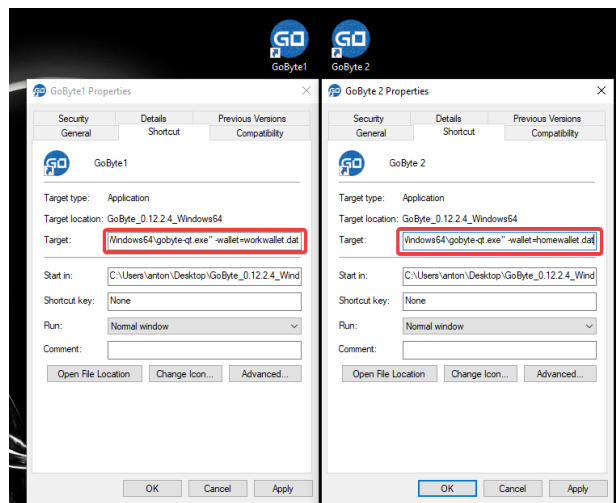 GO GO
GoByte1 GoByte 2
GoByte1 Properties
Security Details Previous Versions
General Shortcut Compatibility
GO GoByte1
Target type: Application
Target location: GoByte_0.12.2.4_Windows64
Target: Windows64\gobyte-qt.exe" -wallet=workwallet.dat
Start in: C:\Users\anton\Desktop\GoByte_0.12.2.4_Wind
Shortcut key: None
Run: Normal window
Comment:
Open File Location Change Icon... Advanced...
OK Cancel Apply
GoByte 2 Properties
Security Details Previous Versions
General Shortcut Compatibility
GO GoByte 2
Target type: Application
Target location: GoByte_0.12.2.4_Windows64
Target: Windows64\gobyte-qt.exe" -wallet=homewallet.dat
Start in: C:\Users\anton\Desktop\GoByte_0.12.2.4_Wind
Shortcut key: None
Run: Normal window
Comment:
Open File Location Change Icon... Advanced...
OK Cancel Apply